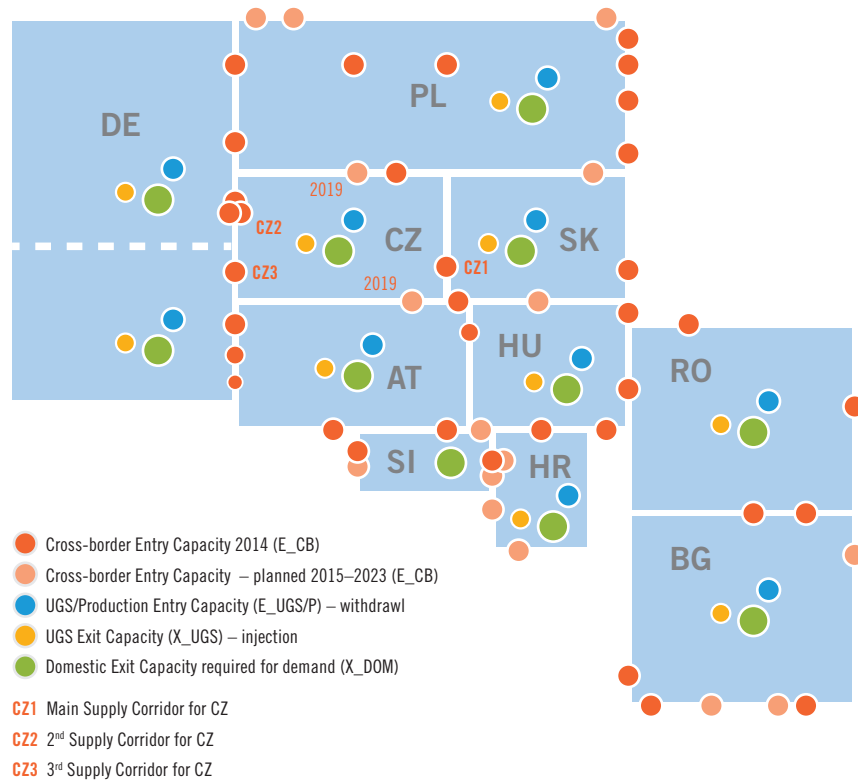 PL
DE
2019
CZ2
CZ
SK
CZ3
CZ1
2019
HU
AT
RO
SI
HR
Cross-border Entry Capacity 2014 (E_CB)
BG
Cross-border Entry Capacity – planned 2015–2023 (E_CB)
UGS/Production Entry Capacity (E_UGS/P) – withdrawl
UGS Exit Capacity (X_UGS) – injection
Domestic Exit Capacity required for demand (X_DOM)
CZ1 Main Supply Corridor for CZ
CZ2 2nd Supply Corridor for CZ
CZ3 3rd Supply Corridor for CZ